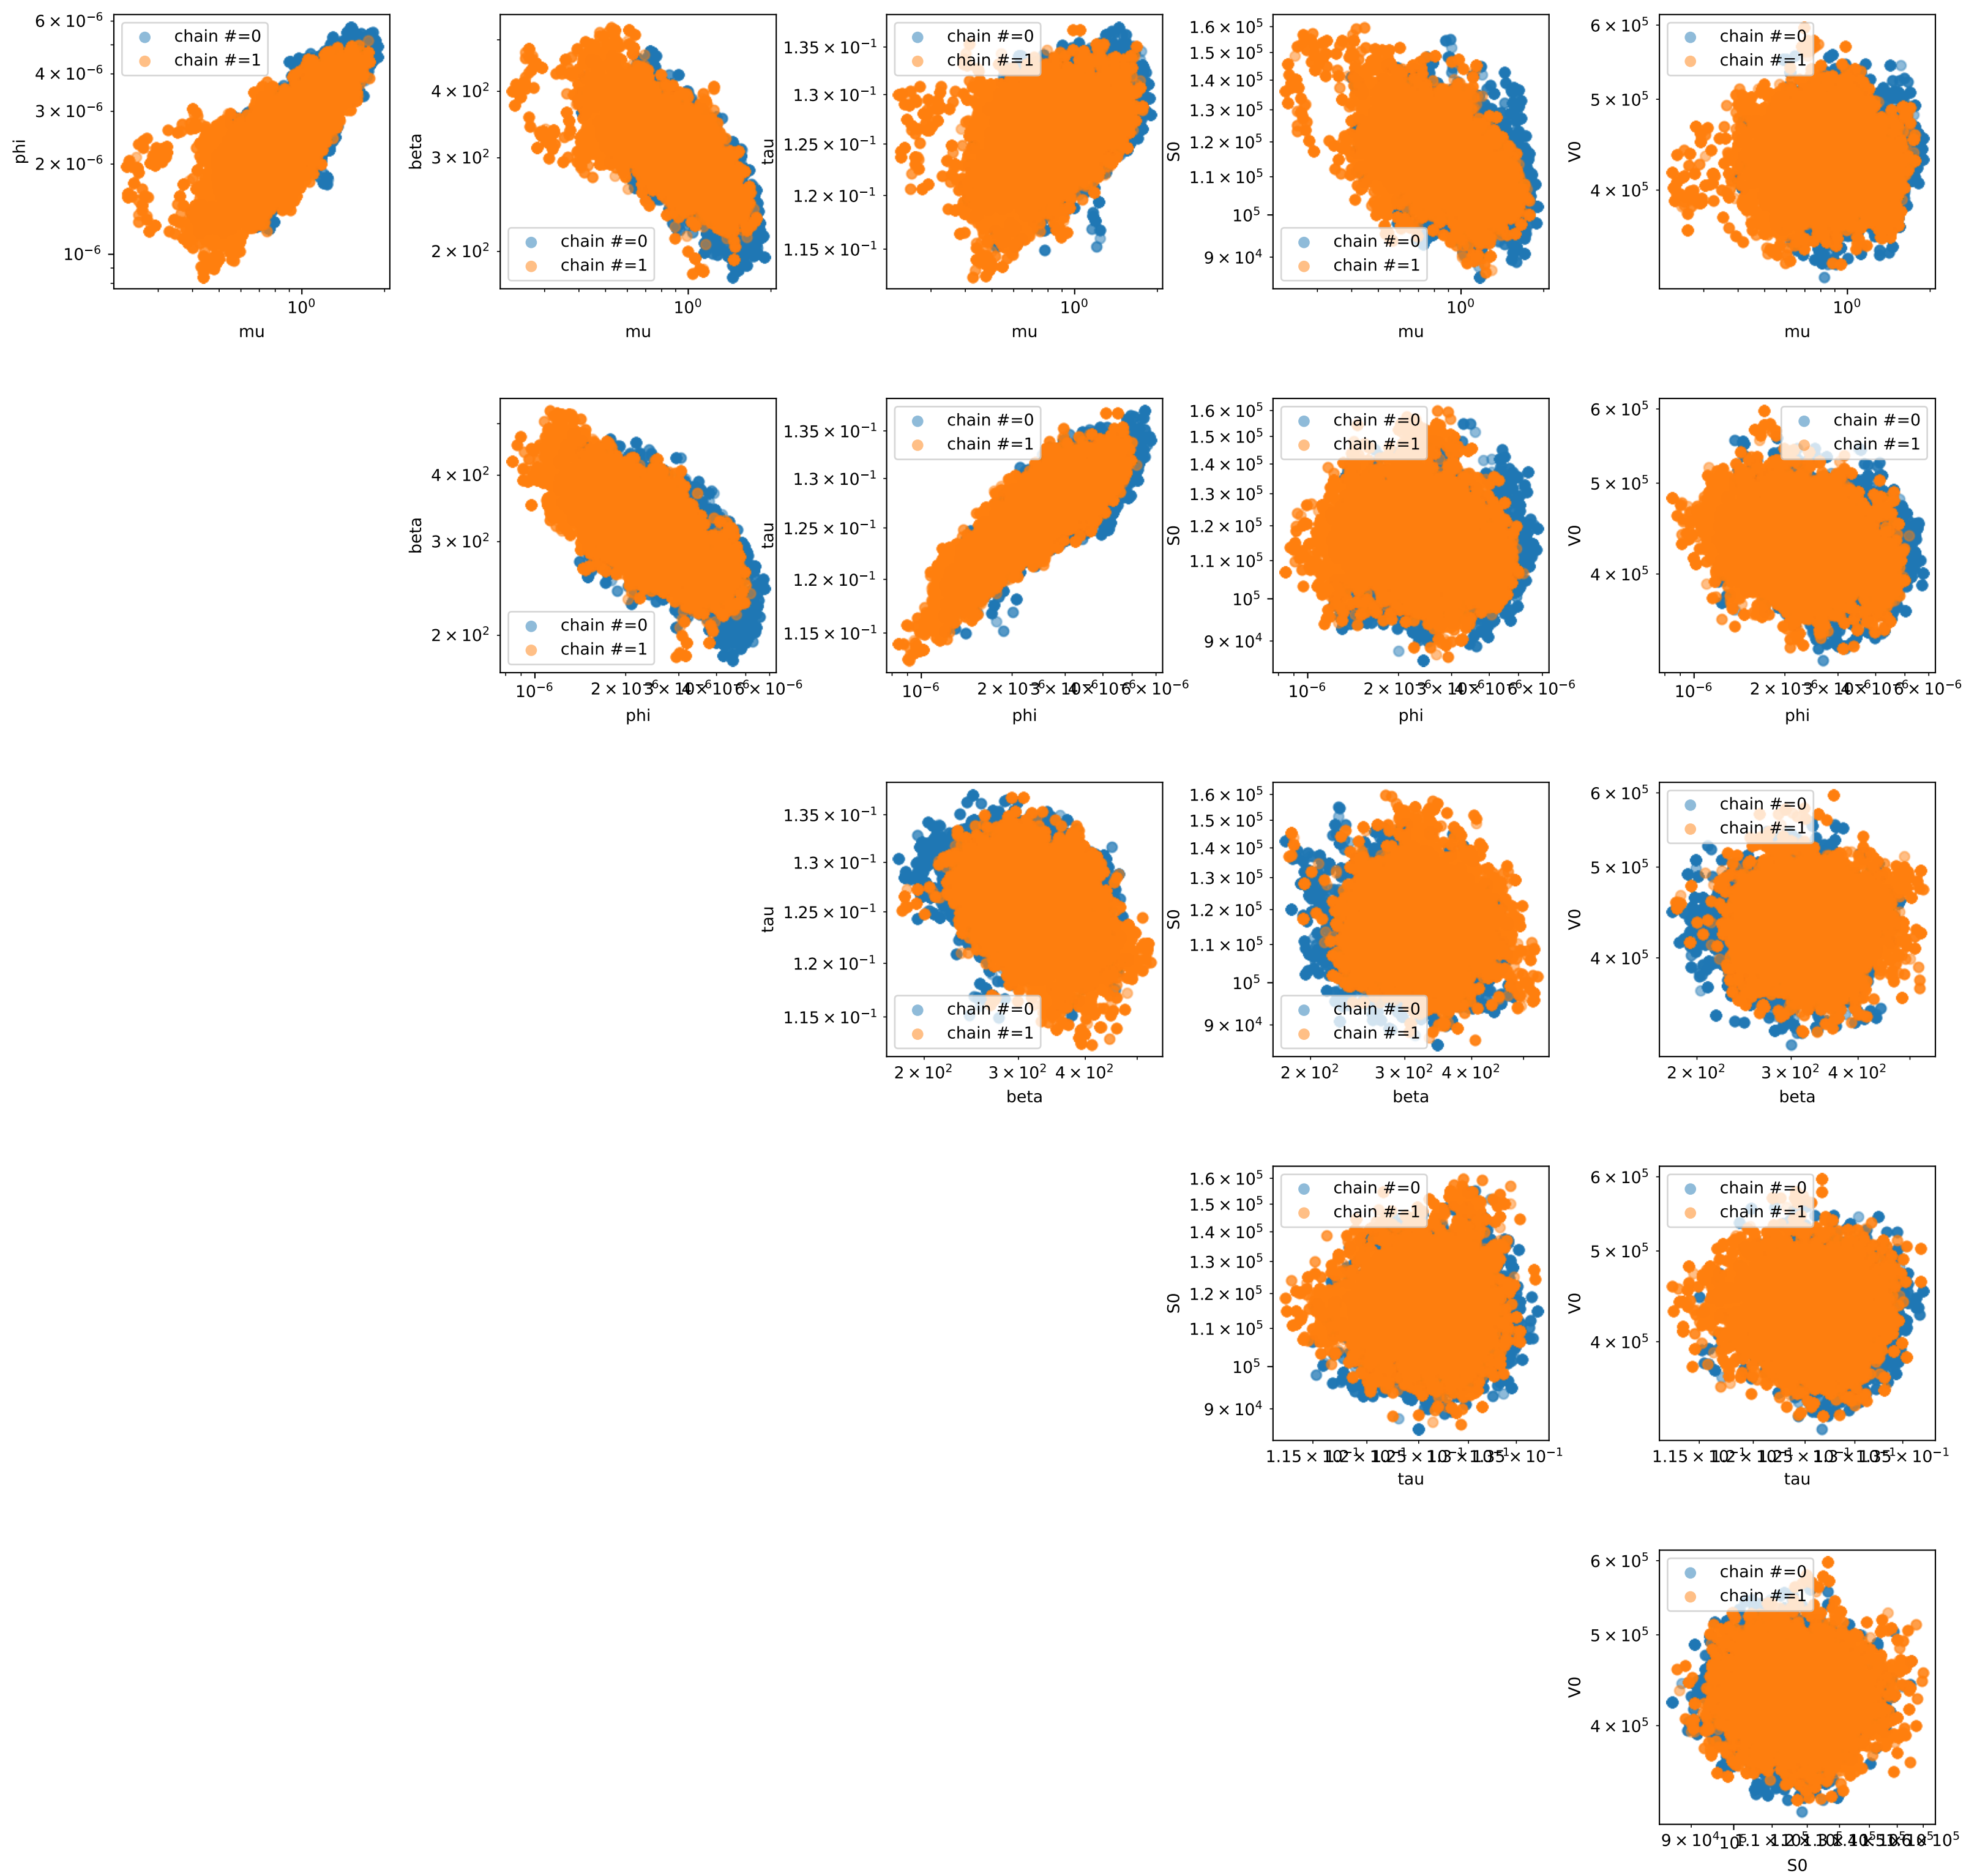 6 × 10⁻⁶
4 × 10⁻⁶
3 × 10⁻⁶
2 × 10⁻⁶
10⁻⁶
phi
chain #=0
chain #=1
10⁰
mu
4 × 10²
3 × 10²
2 × 10²
beta
chain #=0
chain #=1
10⁰
mu
1.35 × 10⁻¹
1.3 × 10⁻¹
1.25 × 10⁻¹
1.2 × 10⁻¹
1.15 × 10⁻¹
tau
chain #=0
chain #=1
10⁰
mu
1.6 × 10⁵
1.5 × 10⁵
1.4 × 10⁵
1.3 × 10⁵
1.2 × 10⁵
1.1 × 10⁵
10⁵
9 × 10⁴
S0
chain #=0
chain #=1
10⁰
mu
6 × 10⁵
5 × 10⁵
4 × 10⁵
V0
chain #=0
chain #=1
10⁰
mu
4 × 10²
3 × 10²
2 × 10²
beta
chain #=0
chain #=1
10⁻⁶
phi
1.35 × 10⁻¹
1.3 × 10⁻¹
1.25 × 10⁻¹
1.2 × 10⁻¹
1.15 × 10⁻¹
tau
chain #=0
chain #=1
10⁻⁶
phi
1.6 × 10⁵
1.5 × 10⁵
1.4 × 10⁵
1.3 × 10⁵
1.2 × 10⁵
1.1 × 10⁵
10⁵
9 × 10⁴
S0
chain #=0
chain #=1
10⁻⁶
phi
6 × 10⁵
5 × 10⁵
4 × 10⁵
V0
chain #=0
chain #=1
10⁻⁶
phi
1.35 × 10⁻¹
1.3 × 10⁻¹
1.25 × 10⁻¹
1.2 × 10⁻¹
1.15 × 10⁻¹
tau
chain #=0
chain #=1
2 × 10² 3 × 10² 4 × 10²
beta
1.6 × 10⁵
1.5 × 10⁵
1.4 × 10⁵
1.3 × 10⁵
1.2 × 10⁵
1.1 × 10⁵
10⁵
9 × 10⁴
S0
chain #=0
chain #=1
2 × 10² 3 × 10² 4 × 10²
beta
6 × 10⁵
5 × 10⁵
4 × 10⁵
V0
chain #=0
chain #=1
2 × 10² 3 × 10² 4 × 10²
beta
1.6 × 10⁵
1.5 × 10⁵
1.4 × 10⁵
1.3 × 10⁵
1.2 × 10⁵
1.1 × 10⁵
10⁵
9 × 10⁴
S0
chain #=0
chain #=1
tau
6 × 10⁵
5 × 10⁵
4 × 10⁵
V0
chain #=0
chain #=1
tau
6 × 10⁵
5 × 10⁵
4 × 10⁵
V0
chain #=0
chain #=1
9 × 10⁴
S0